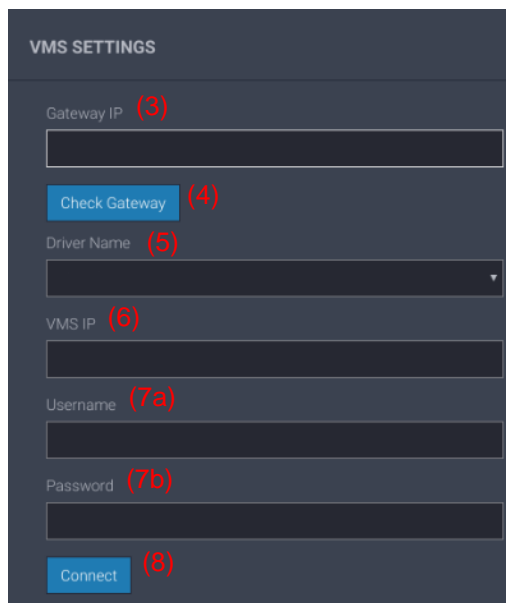 VMS SETTINGS
Gateway IP (3)
Check Gateway (4)
Driver Name (5)
VMS IP (6)
Username (7a)
Password (7b)
Connect (8)